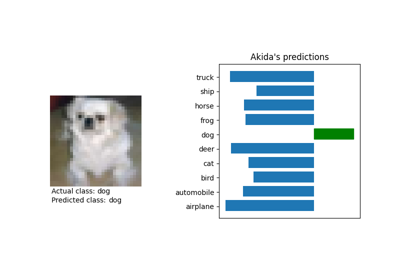 Akida's predictions
truck
ship
horse
frog
dog
deer
cat
bird
automobile
airplane
Actual class: dog
Predicted class: dog